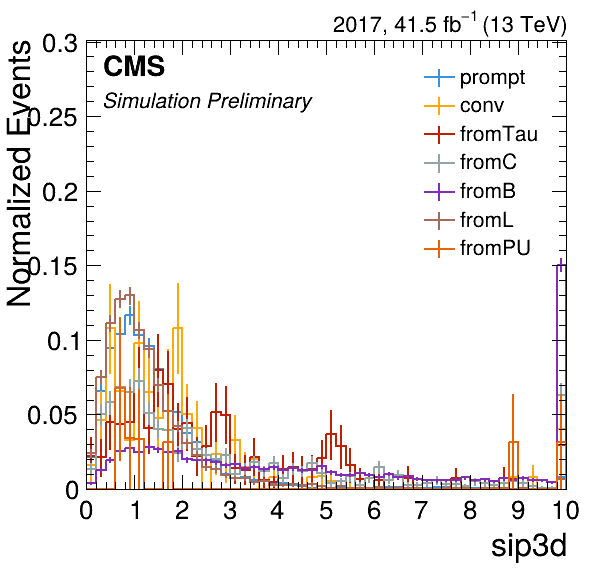 2017, 41.5 fb−1 (13 TeV)
CMS
Simulation Preliminary
prompt
conv
fromTau
fromC
fromB
fromL
fromPU
Normalized Events
0.3
0.25
0.2
0.15
0.1
0.05
0
0 1 2 3 4 5 6 7 8 9 10
sip3d